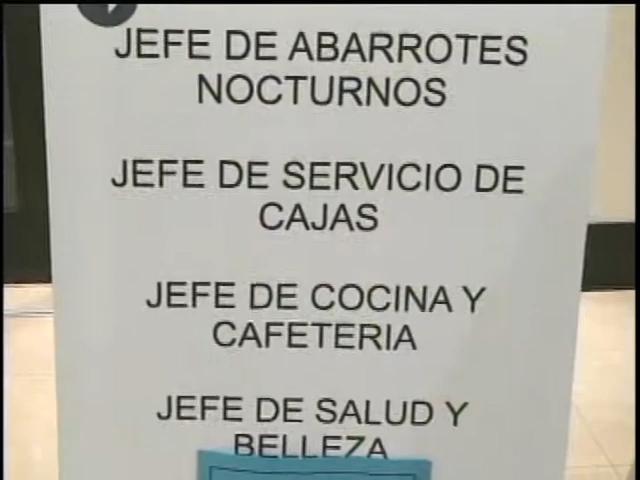 JEFE DE ABARROTES
NOCTURNOS
JEFE DE SERVICIO DE
CAJAS
JEFE DE COCINA Y
CAFETERIA
JEFE DE SALUD Y
BELLEZA